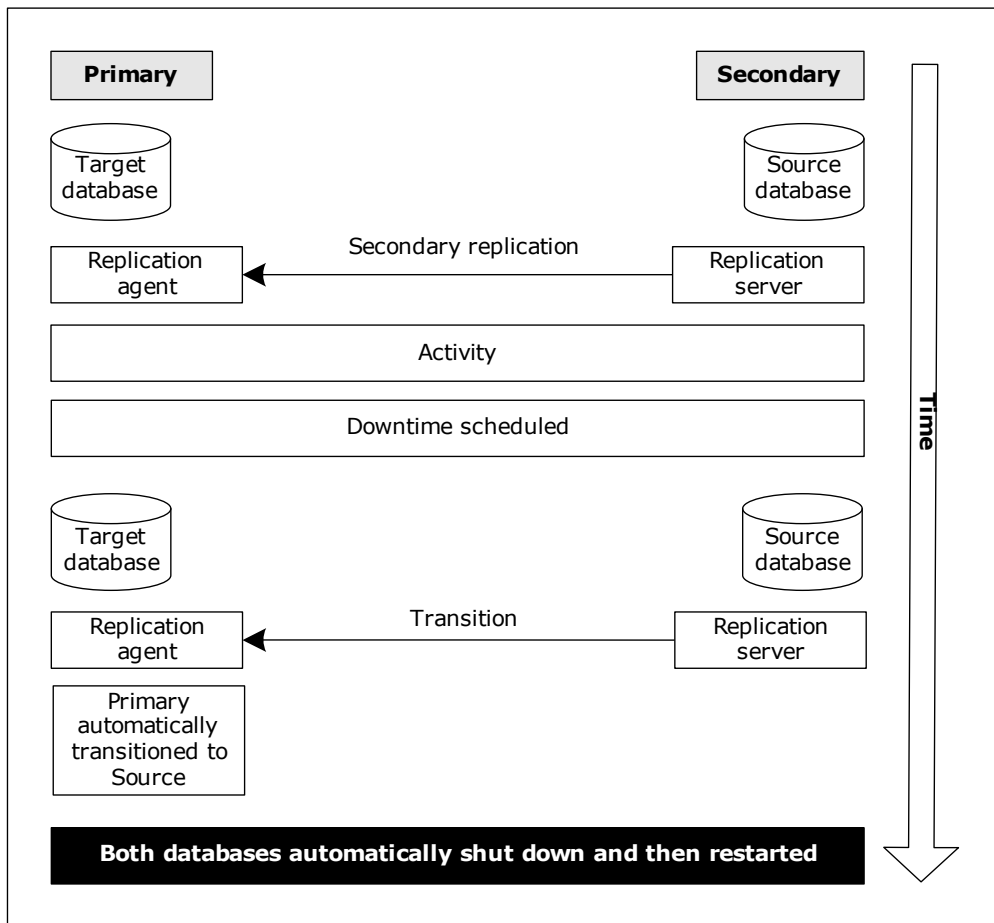 Primary
Secondary
Target
database
Source
database
Replication
agent
Secondary replication
Replication
server
Activity
Downtime scheduled
Time
Target
database
Source
database
Replication
agent
Transition
Replication
server
Primary
automatically
transitioned to
Source
Both databases automatically shut down and then restarted